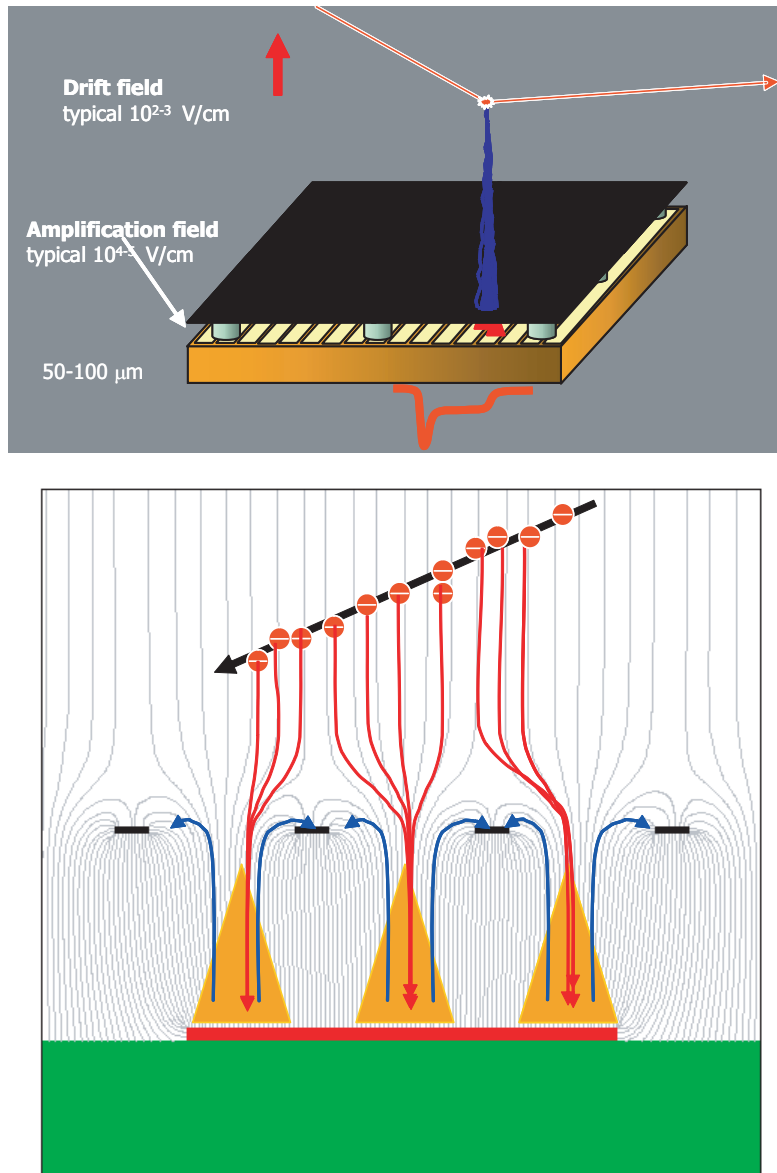 Drift field
typical 10²⁻³ V/cm
Amplification field
typical 10⁴⁻⁵ V/cm
50-100 μm